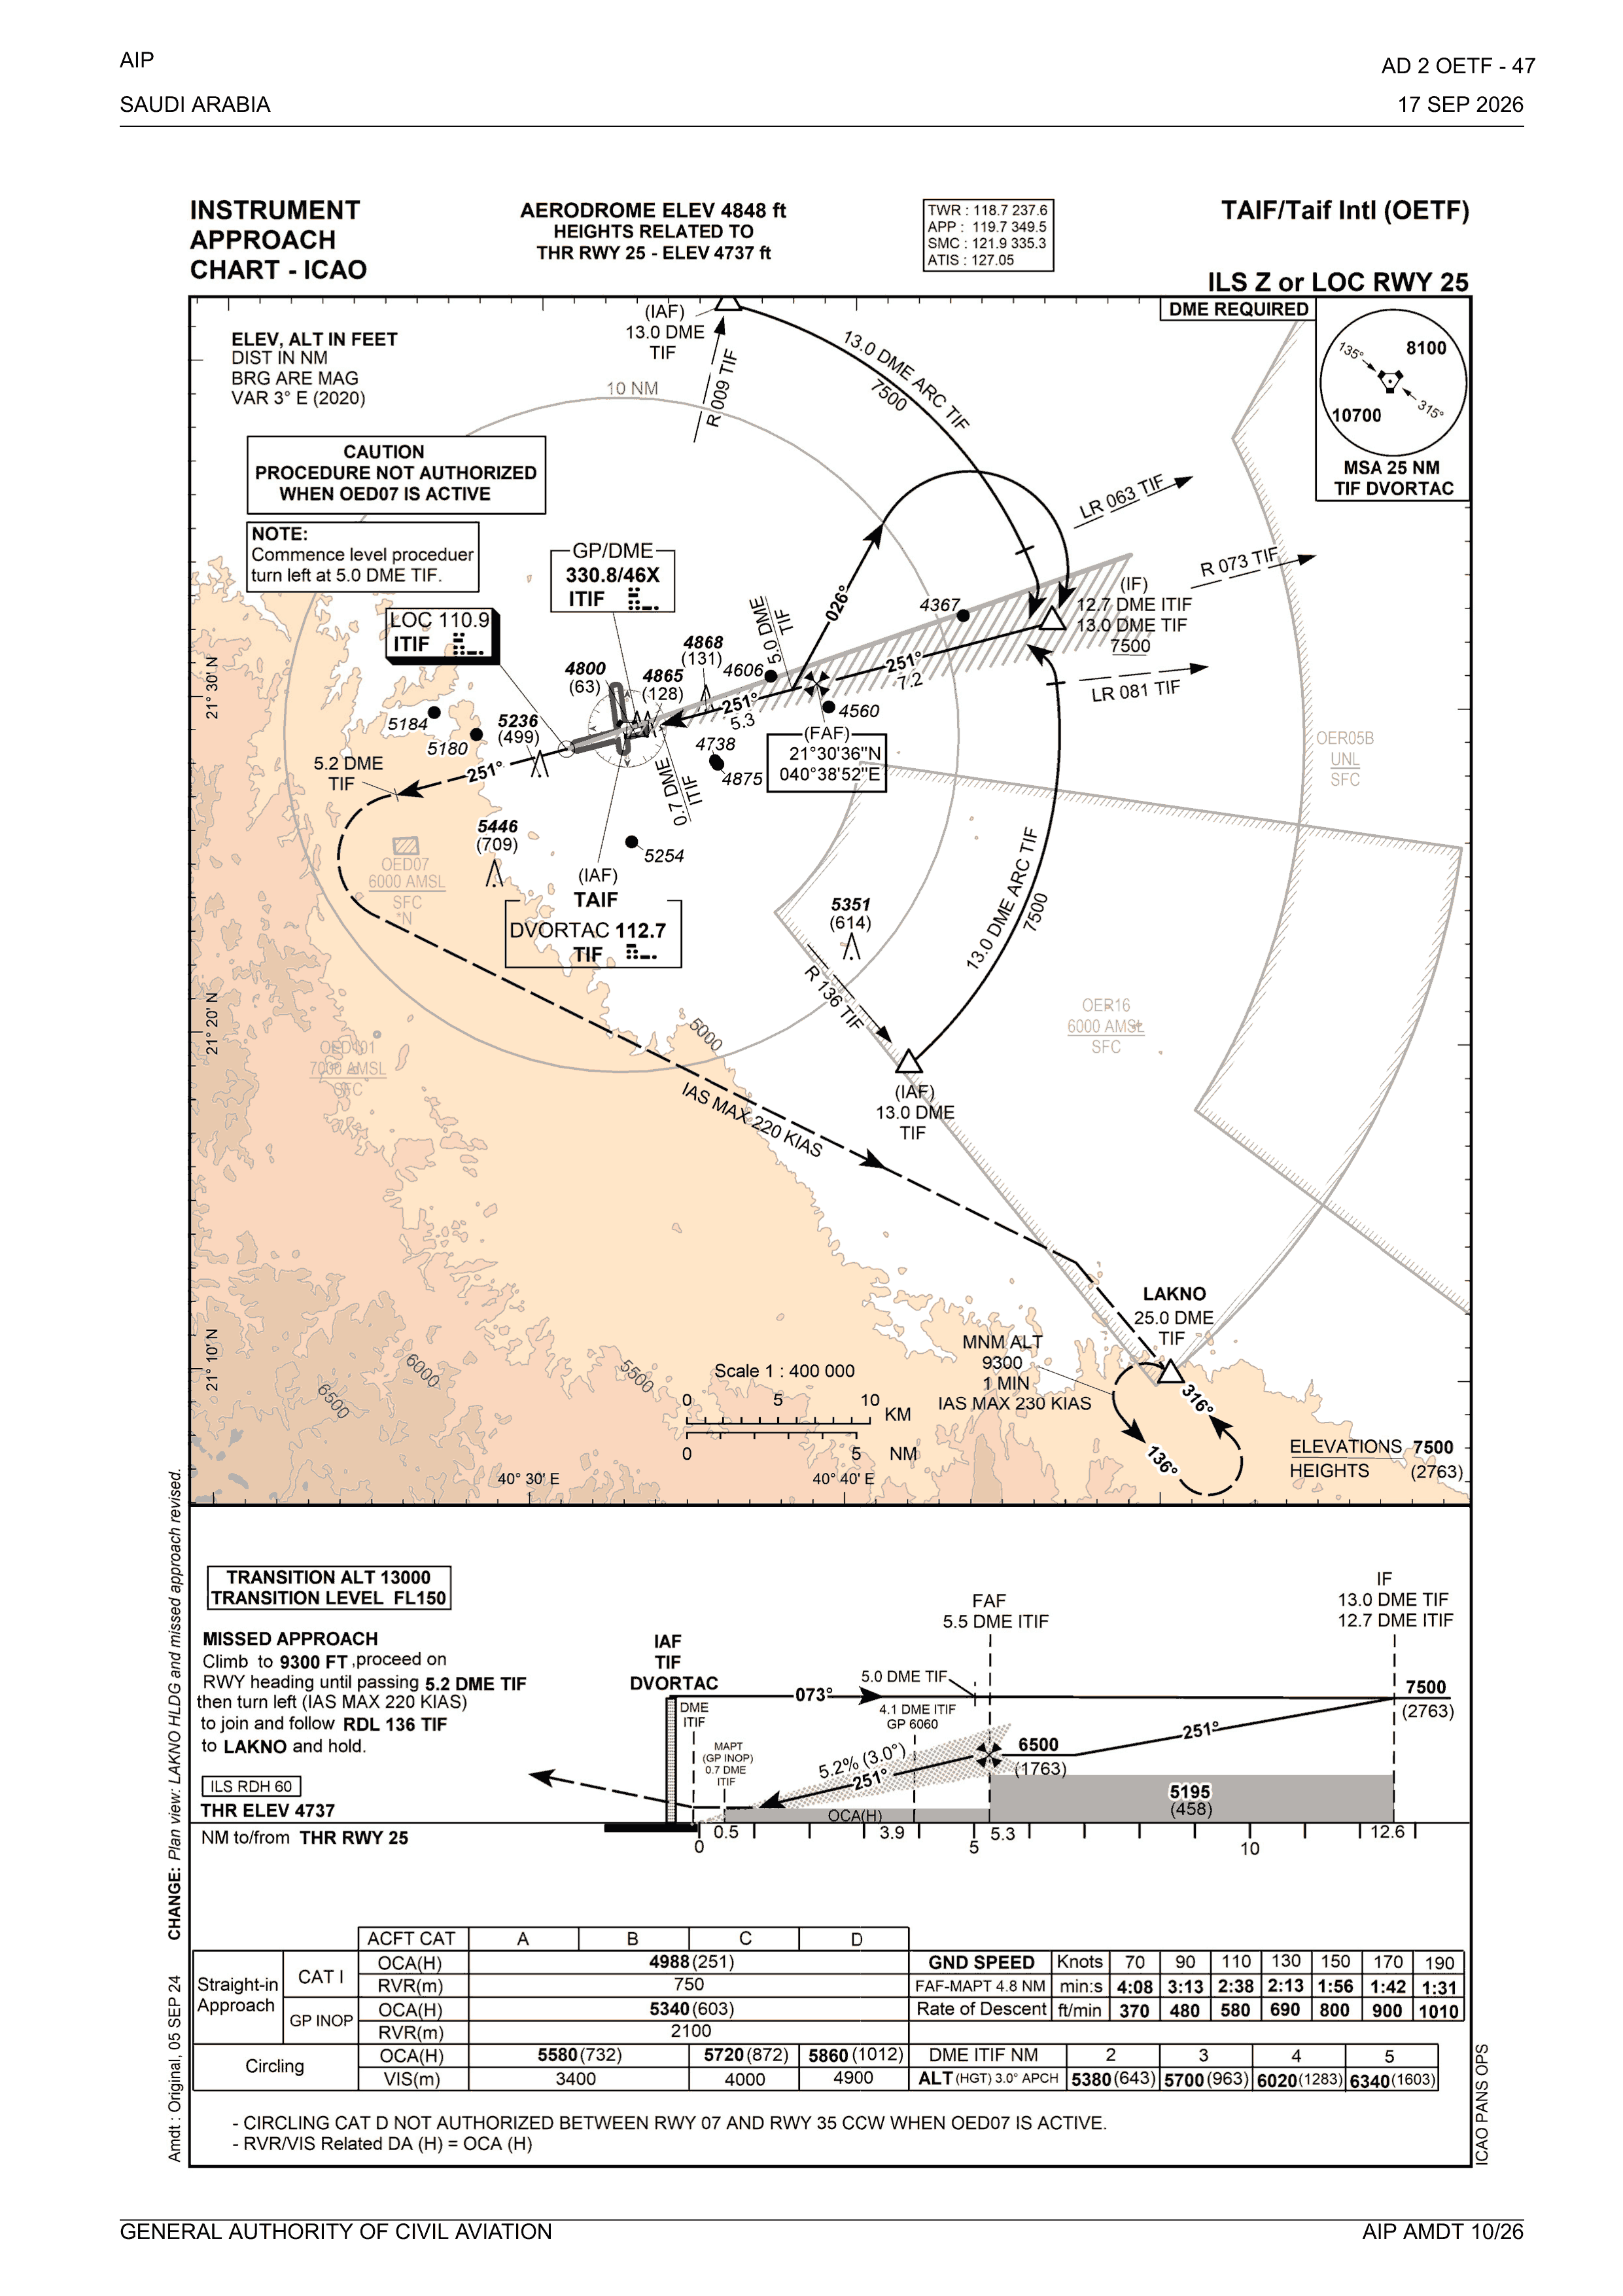 AIP
AD 2 OETF - 47
SAUDI ARABIA
17 SEP 2026
INSTRUMENT
APPROACH
CHART - ICAO
AERODROME ELEV 4848 ft
HEIGHTS RELATED TO
THR RWY 25 - ELEV 4737 ft
TWR : 118.7 237.6
APP : 119.7 349.5
SMC : 121.9 335.3
ATIS : 127.05
TAIF/Taif Intl (OETF)
ILS Z or LOC RWY 25
DME REQUIRED
ELEV, ALT IN FEET
DIST IN NM
BRG ARE MAG
VAR 3° E (2020)
(IAF)
13.0 DME
TIF
R 009 TIF
13.0 DME ARC TIF
7500
10 NM
135°
8100
10700
315°
MSA 25 NM
TIF DVORTAC
CAUTION
PROCEDURE NOT AUTHORIZED
WHEN OED07 IS ACTIVE
NOTE:
Commence level proceduer
turn left at 5.0 DME TIF.
GP/DME
330.8/46X
ITIF
LOC 110.9
ITIF
LR 063 TIF
R 073 TIF
LR 081 TIF
(IF)
12.7 DME ITIF
13.0 DME TIF
7500
026°
5.0 DME
TIF
4367
4868
(131)
4606
4800
(63)
4865
(128)
251°
7.2
251°
5.3
4560
(FAF)
21°30'36"N
040°38'52"E
4738
4875
0.7 DME
ITIF
5184
5180
5236
(499)
5.2 DME
TIF
251°
21° 30' N
5446
(709)
OED07
6000 AMSL
SFC
*N
5254
(IAF)
TAIF
DVORTAC 112.7
TIF
5351
(614)
OER05B
UNL
SFC
R 136 TIF
13.0 DME ARC TIF
7500
OER16
6000 AMSL
SFC
21° 20' N
OED401
7000 AMSL
SFC
5000
(IAF)
13.0 DME
TIF
IAS MAX 220 KIAS
LAKNO
25.0 DME
TIF
MNM ALT
9300
1 MIN
IAS MAX 230 KIAS
316°
136°
21° 10' N
6500
6000
5500
Scale 1 : 400 000
0 5 10
KM
0 5 NM
40° 30' E
40° 40' E
ELEVATIONS 7500
HEIGHTS (2763)
CHANGE: Plan view: LAKNO HLDG and missed approach revised.
TRANSITION ALT 13000
TRANSITION LEVEL FL150
MISSED APPROACH
Climb to 9300 FT ,proceed on
RWY heading until passing 5.2 DME TIF
then turn left (IAS MAX 220 KIAS)
to join and follow RDL 136 TIF
to LAKNO and hold.
ILS RDH 60
THR ELEV 4737
NM to/from THR RWY 25
IAF
TIF
DVORTAC
DME
ITIF
MAPT
(GP INOP)
0.7 DME
ITIF
073°
5.0 DME TIF
4.1 DME ITIF
GP 6060
FAF
5.5 DME ITIF
IF
13.0 DME TIF
12.7 DME ITIF
7500
(2763)
251°
6500
(1763)
5.2% (3.0°)
251°
5195
(458)
OCA(H)
0 0.5 3.9 5 5.3 10 12.6
ACFT CAT A B C D
Straight-in
Approach
CAT I
OCA(H) 4988 (251)
RVR(m) 750
GP INOP
OCA(H) 5340 (603)
RVR(m) 2100
Circling
OCA(H) 5580 (732) 5720 (872) 5860 (1012)
VIS(m) 3400 4000 4900
GND SPEED Knots 70 90 110 130 150 170 190
FAF-MAPT 4.8 NM min:s 4:08 3:13 2:38 2:13 1:56 1:42 1:31
Rate of Descent ft/min 370 480 580 690 800 900 1010
DME ITIF NM 2 3 4 5
ALT (HGT) 3.0° APCH 5380 (643) 5700 (963) 6020 (1283) 6340 (1603)
- CIRCLING CAT D NOT AUTHORIZED BETWEEN RWY 07 AND RWY 35 CCW WHEN OED07 IS ACTIVE.
- RVR/VIS Related DA (H) = OCA (H)
Amdt : Original, 05 SEP 24
ICAO PANS OPS
GENERAL AUTHORITY OF CIVIL AVIATION
AIP AMDT 10/26